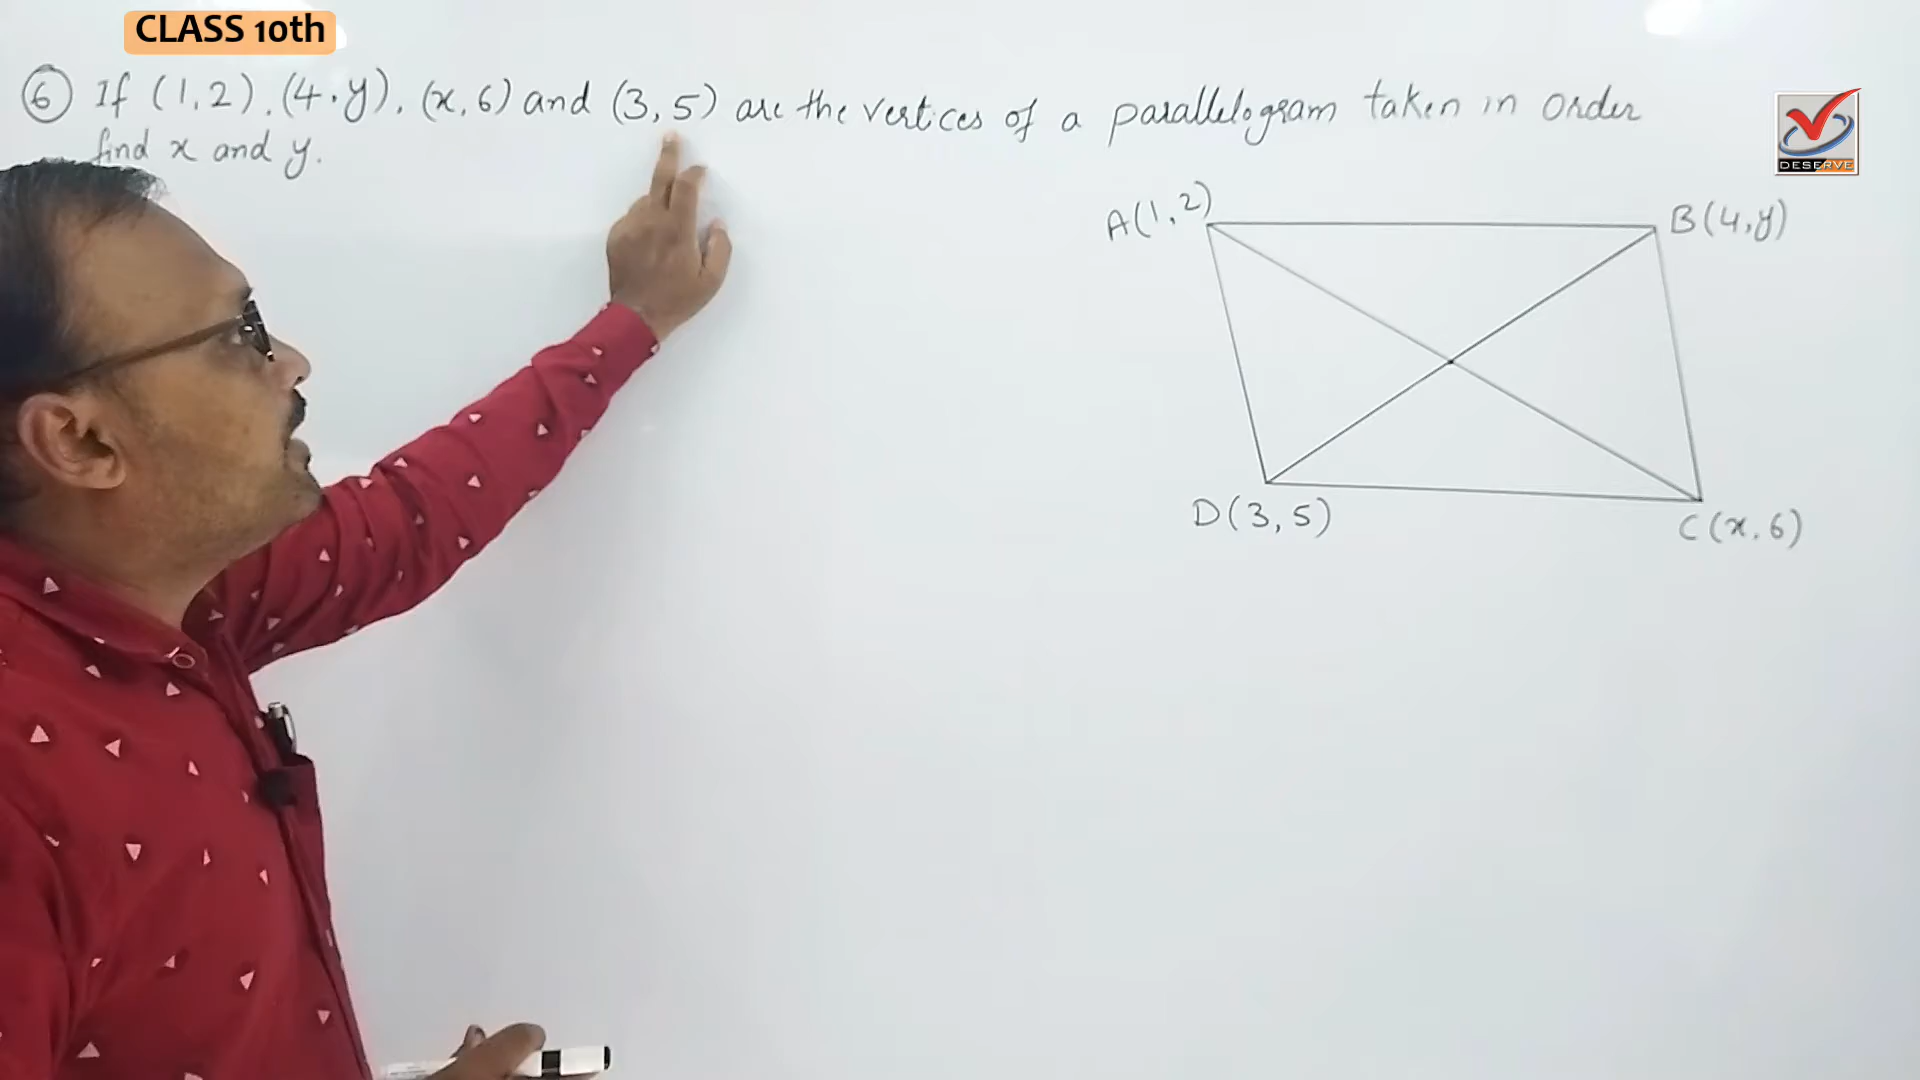 CLASS 10th
⑥ If (1,2), (4,y), (x,6) and (3,5) are the vertices of a parallelogram taken in order
find x and y.
DESERVE
A(1,2)
B(4,y)
D(3,5)
C(x,6)